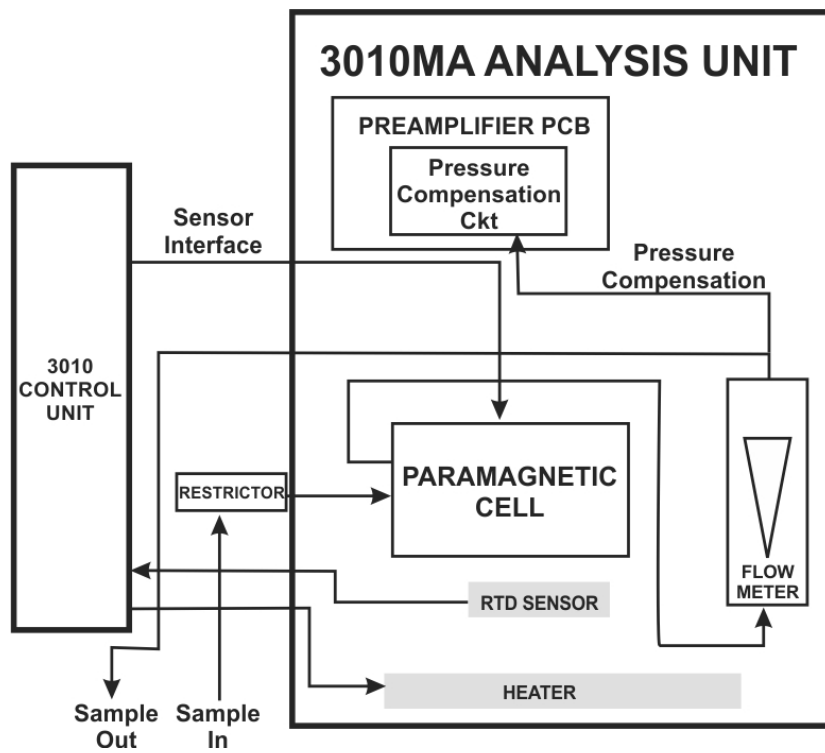 3010MA ANALYSIS UNIT
PREAMPLIFIER PCB
Pressure
Compensation
Ckt
Sensor
Interface
Pressure
Compensation
3010
CONTROL
UNIT
RESTRICTOR
PARAMAGNETIC
CELL
FLOW
METER
RTD SENSOR
HEATER
Sample
Out
Sample
In